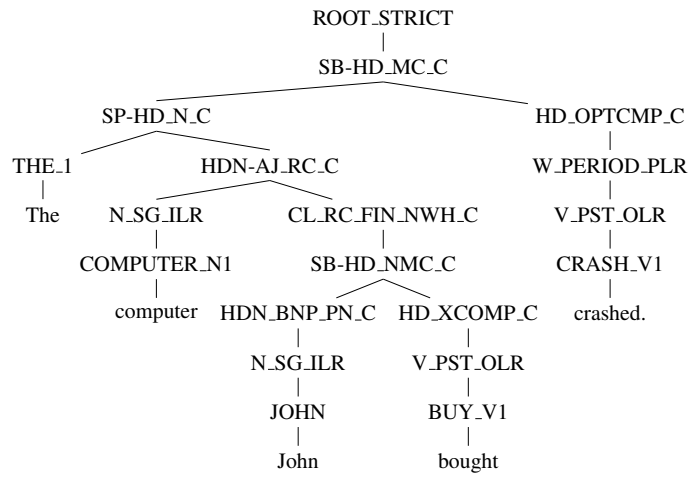 ROOT_STRICT
SB-HD_MC_C
SP-HD_N_C HD_OPTCMP_C
THE_1 HDN-AJ_RC_C W_PERIOD_PLR
The N_SG_ILR CL_RC_FIN_NWH_C V_PST_OLR
COMPUTER_N1 SB-HD_NMC_C CRASH_V1
computer HDN_BNP_PN_C HD_XCOMP_C crashed.
N_SG_ILR V_PST_OLR
JOHN BUY_V1
John bought